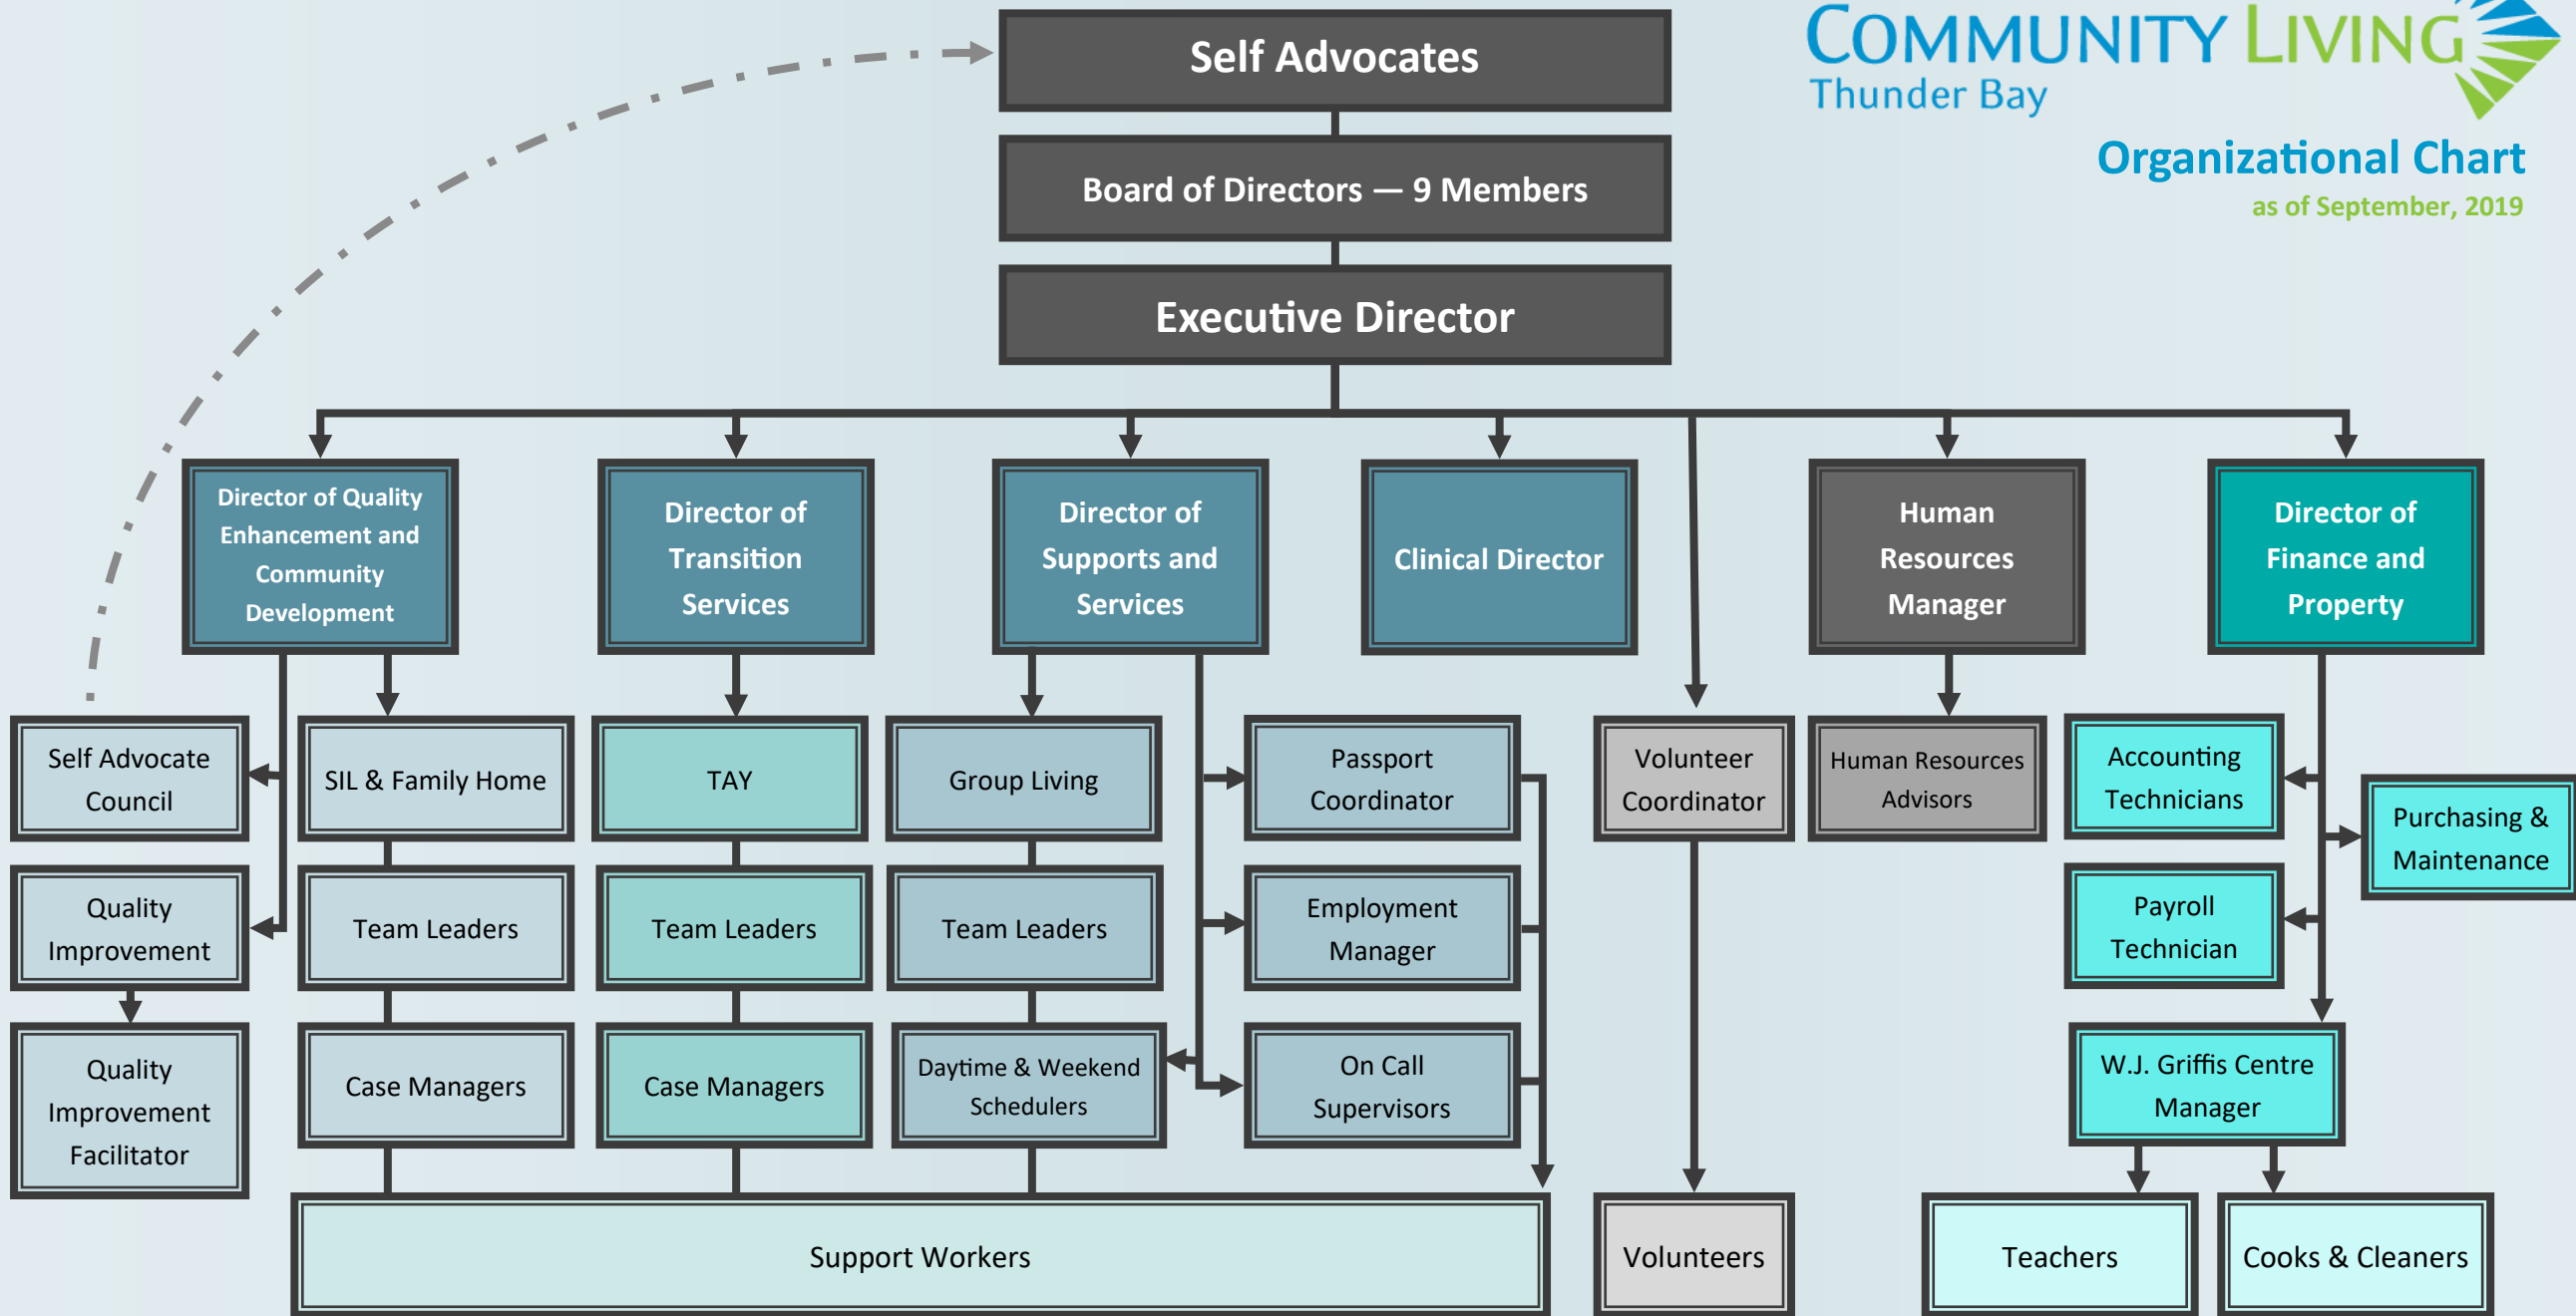 COMMUNITY LIVING
Thunder Bay
Organizational Chart
as of September, 2019
Self Advocates
Board of Directors — 9 Members
Executive Director
Director of Quality
Enhancement and
Community
Development
Director of
Transition
Services
Director of
Supports and
Services
Clinical Director
Human
Resources
Manager
Director of
Finance and
Property
Self Advocate
Council
SIL & Family Home
TAY
Group Living
Passport
Coordinator
Volunteer
Coordinator
Human Resources
Advisors
Accounting
Technicians
Purchasing &
Maintenance
Quality
Improvement
Team Leaders
Team Leaders
Team Leaders
Employment
Manager
Payroll
Technician
Quality
Improvement
Facilitator
Case Managers
Case Managers
Daytime & Weekend
Schedulers
On Call
Supervisors
W.J. Griffis Centre
Manager
Support Workers
Volunteers
Teachers
Cooks & Cleaners